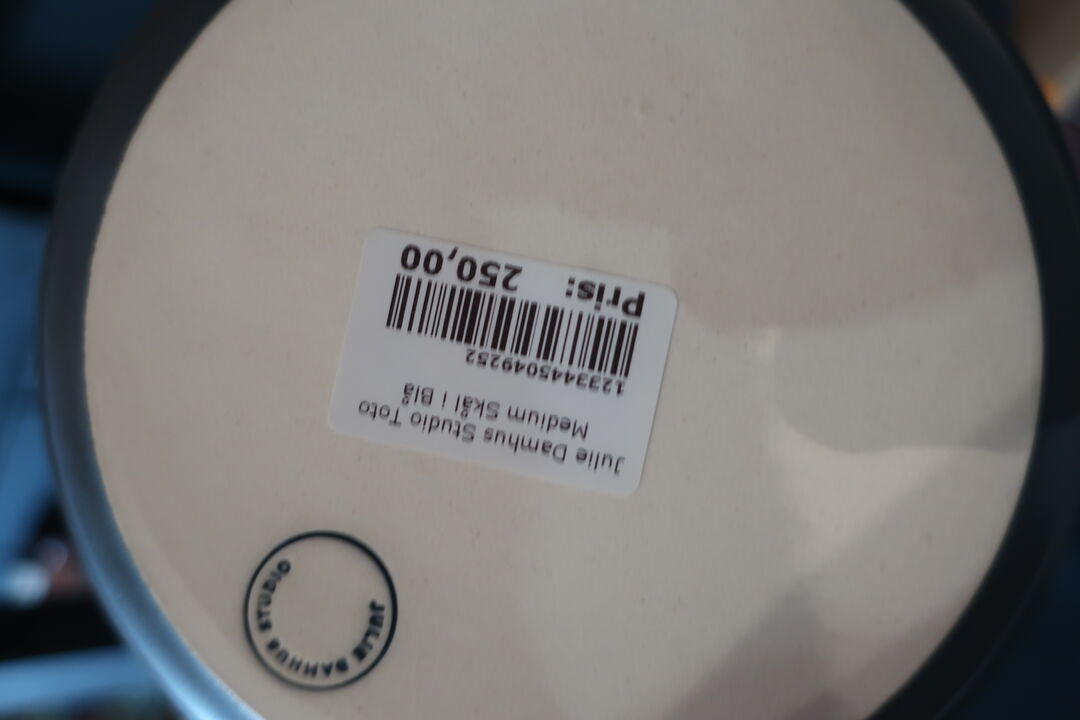 Julie Damhus Studio Toto
Medium Skål i Blå
1233445049252
Pris: 250,00
JULIE DAMHUS STUDIO